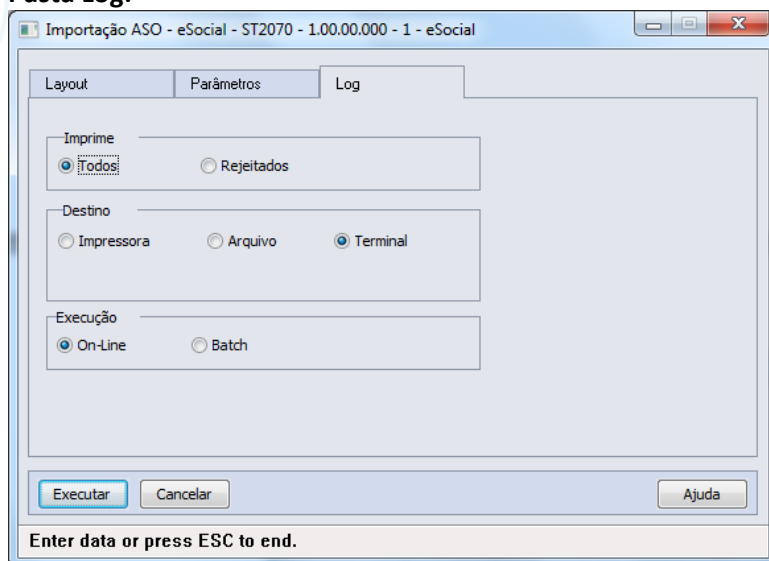 Pasta Log:
Importação ASO - eSocial - ST2070 - 1.00.00.000 - 1 - eSocial
Layout Parâmetros Log
Imprime
Todos Rejeitados
Destino
Impressora Arquivo Terminal
Execução
On-Line Batch
Executar Cancelar Ajuda
Enter data or press ESC to end.